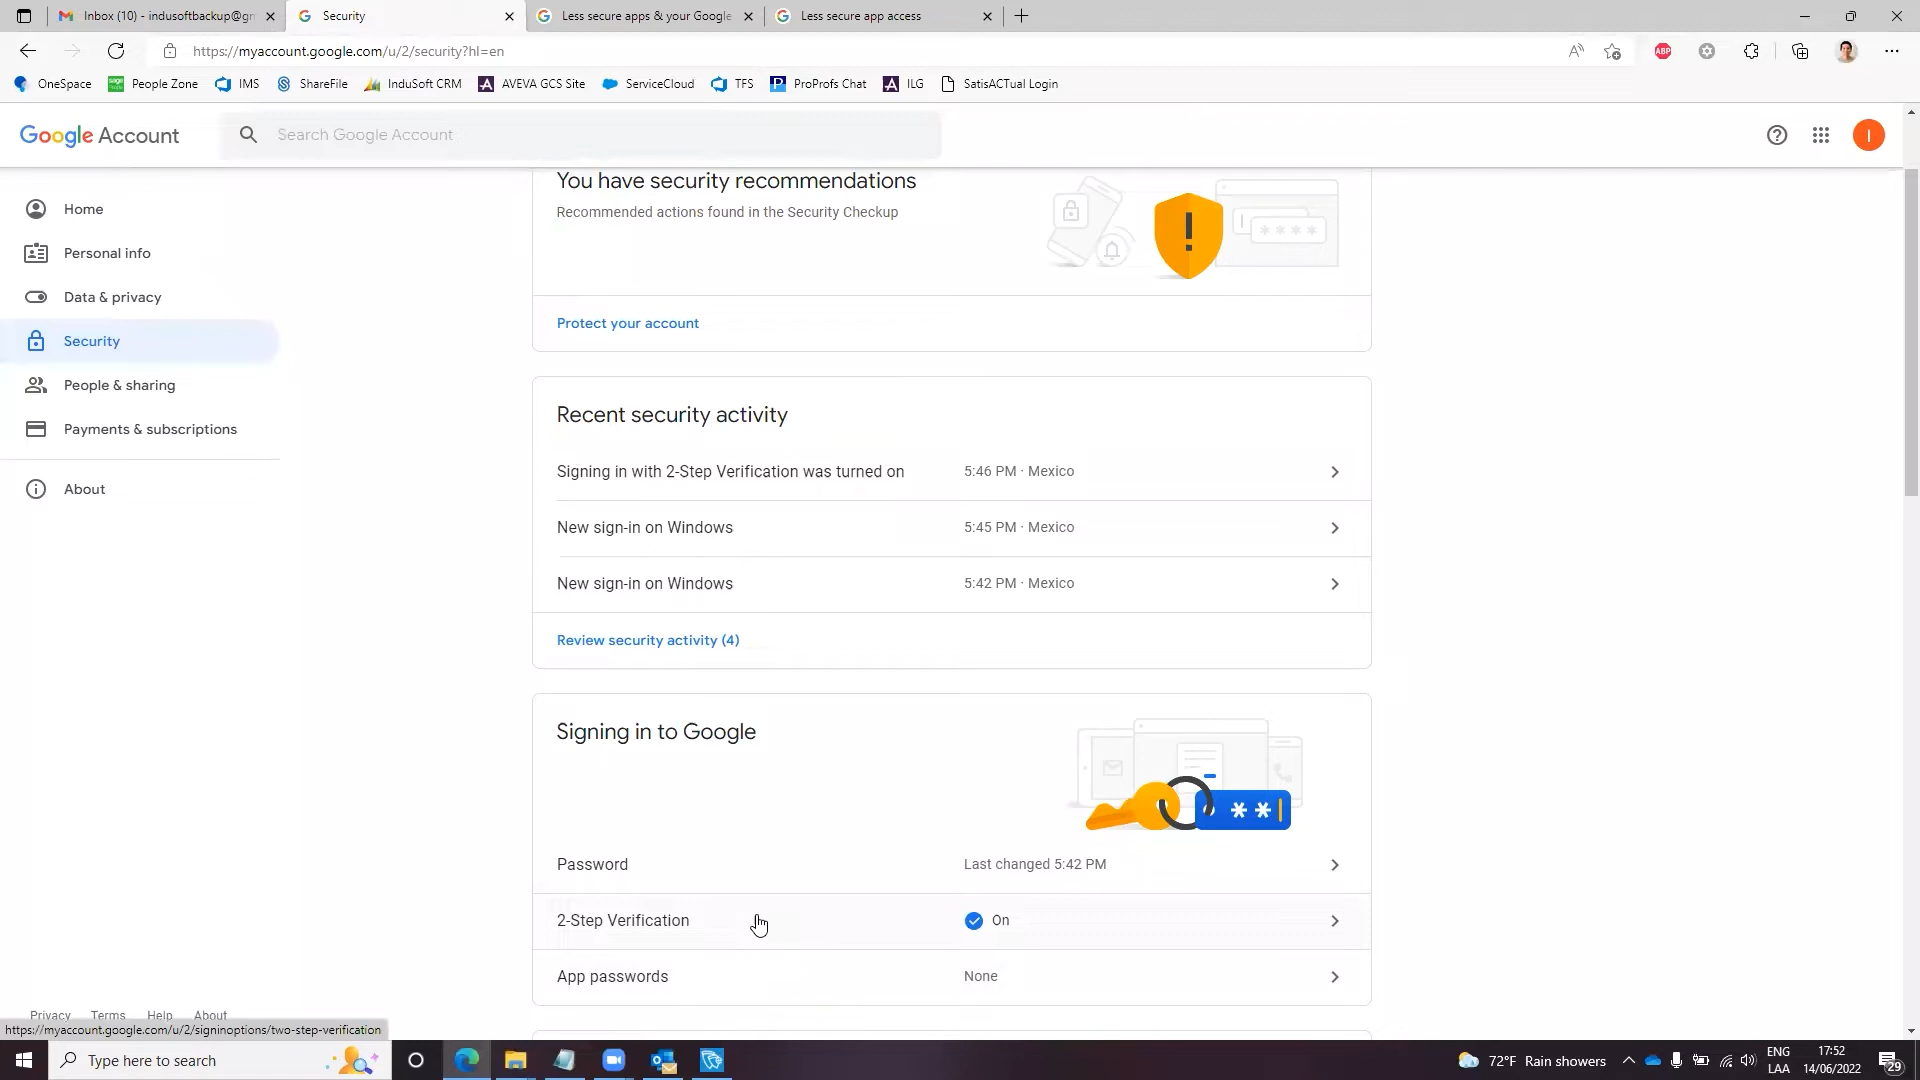 Inbox (10) - indusoftbackup@gr
Security
Less secure apps & your Google
Less secure app access
https://myaccount.google.com/u/2/security?hl=en
ABP
OneSpace
People Zone
IMS
ShareFile
InduSoft CRM
AVEVA GCS Site
ServiceCloud
TFS
ProProfs Chat
ILG
SatisACTual Login
Google Account
Search Google Account
I
Home
Personal info
Data & privacy
Security
People & sharing
Payments & subscriptions
About
You have security recommendations
Recommended actions found in the Security Checkup
Protect your account
Recent security activity
Signing in with 2-Step Verification was turned on 5:46 PM · Mexico
New sign-in on Windows 5:45 PM · Mexico
New sign-in on Windows 5:42 PM · Mexico
Review security activity (4)
Signing in to Google
Password Last changed 5:42 PM
2-Step Verification On
App passwords None
Privacy Terms Help About
https://myaccount.google.com/u/2/signinoptions/two-step-verification
Type here to search
72°F Rain showers
ENG
LAA
17:52
14/06/2022
29